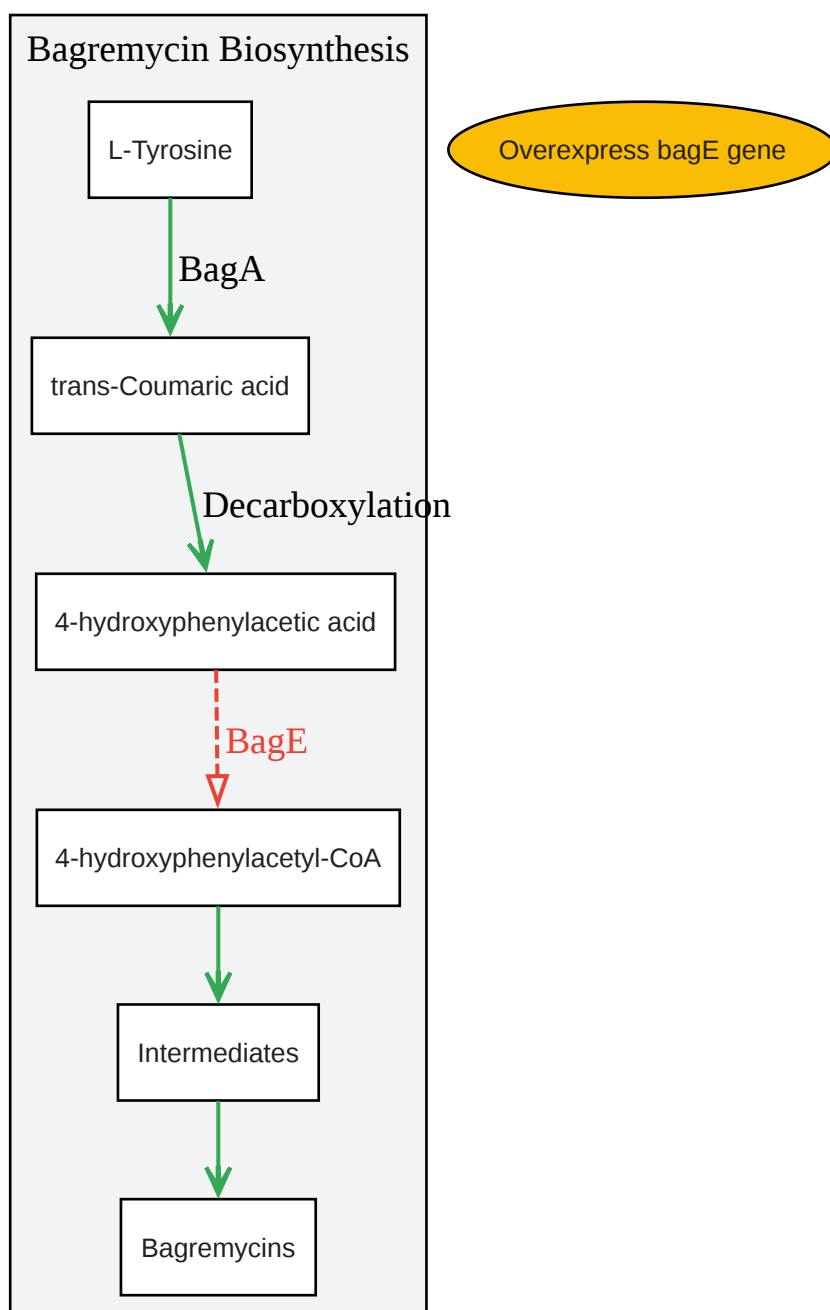 Bagremycin Biosynthesis
L-Tyrosine
Overexpress bagE gene
BagA
trans-Coumaric acid
Decarboxylation
4-hydroxyphenylacetic acid
BagE
4-hydroxyphenylacetyl-CoA
Intermediates
Bagremycins